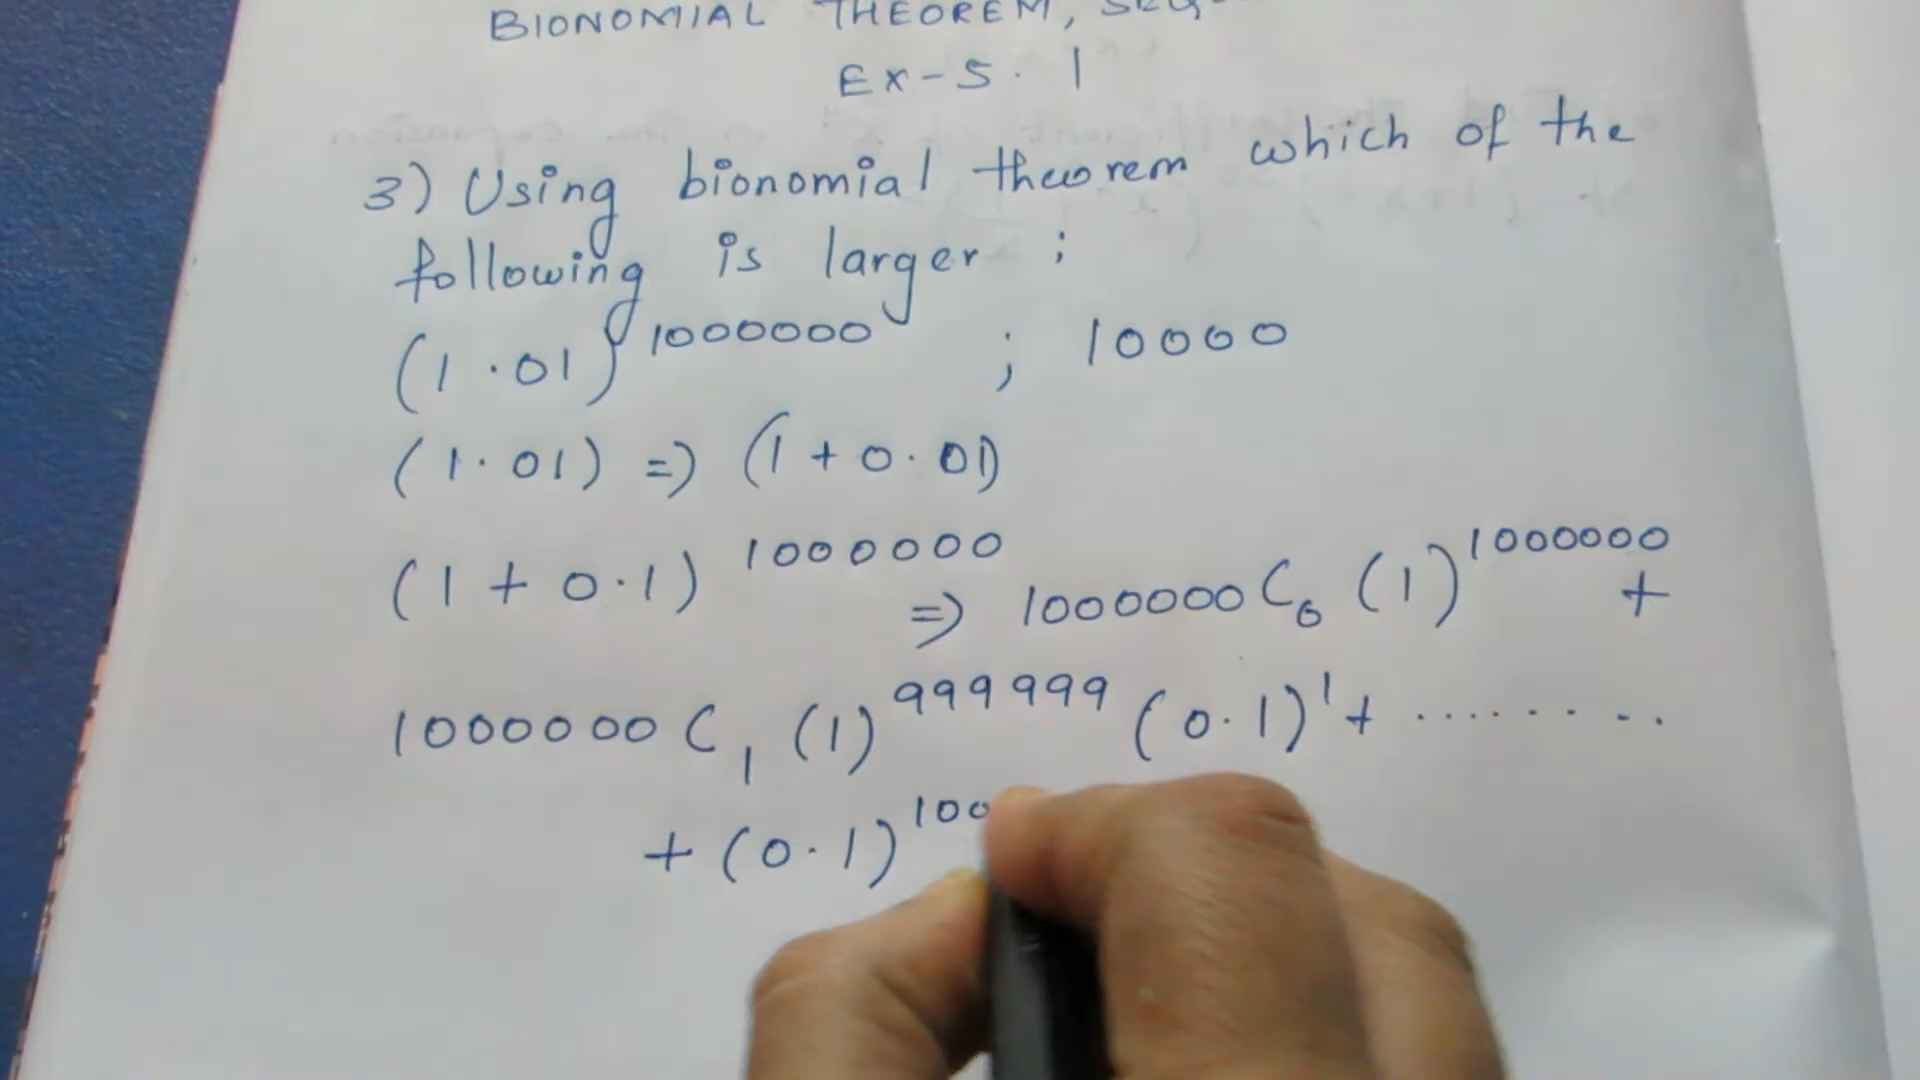 BIONOMIAL THEOREM,
Ex-5.1
3) Using bionomial theorem which of the
following is larger ;
(1.01)^1000000 ; 10000
(1.01) => (1+0.01)
(1+0.1)^1000000 => 1000000C₀ (1)^1000000 +
1000000C₁ (1)^999999 (0.1)^1 + .........
+ (0.1)^100